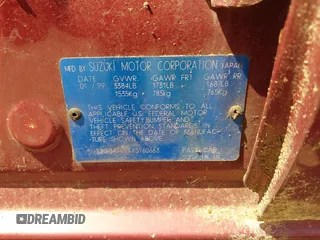 MFD BY SUZUKI MOTOR CORPORATION JAPAN
DATE GVWR GAWR FRT GAWR RR
01 / 99 3384LB 1731LB 1687LB
1535Kg 785Kg 765Kg
THIS VEHICLE CONFORMS TO ALL
APPLICABLE U.S. FEDERAL MOTOR
VEHICLE SAFETY, BUMPER, AND
THEFT PREVENTION STANDARDS IN
EFFECT ON THE DATE OF MANUFAC-
TURE SHOWN ABOVE.
PASS. CAR
DREAMBID